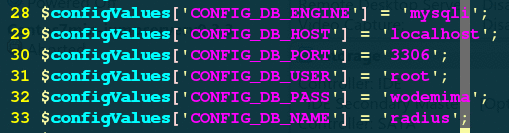 28 $configValues['CONFIG_DB_ENGINE'] = 'mysqli';
29 $configValues['CONFIG_DB_HOST'] = 'localhost';
30 $configValues['CONFIG_DB_PORT'] = '3306';
31 $configValues['CONFIG_DB_USER'] = 'root';
32 $configValues['CONFIG_DB_PASS'] = 'wodemima';
33 $configValues['CONFIG_DB_NAME'] = 'radius';